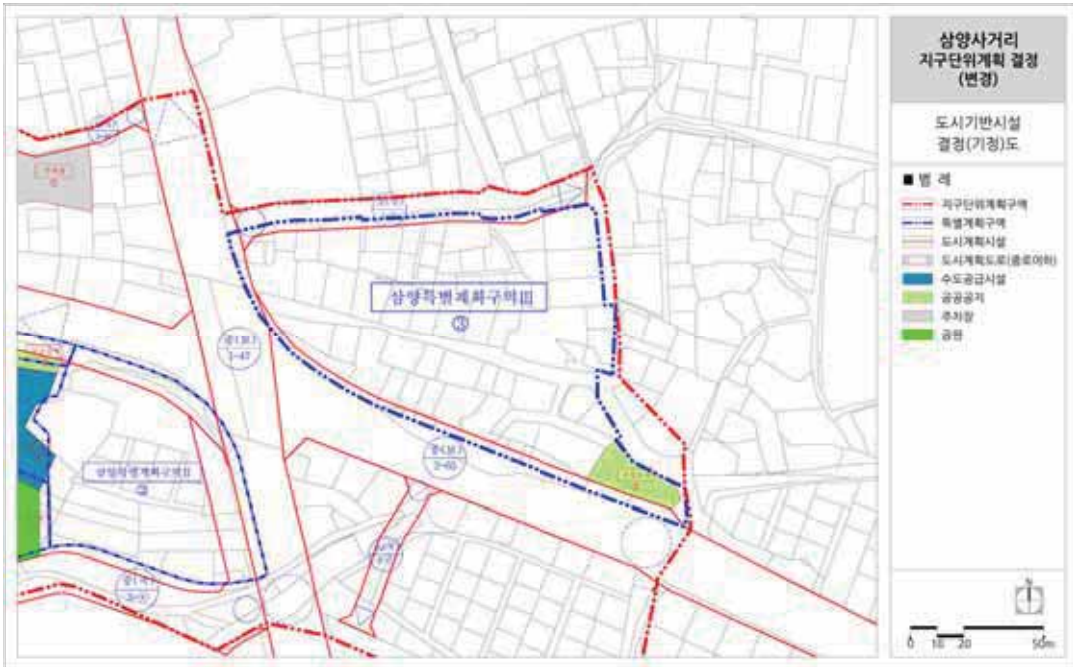 삼양사거리
지구단위계획 결정
(변경)
도시기반시설
결정(기정)도
■ 범 례
지구단위계획구역
특별계획구역
도시계획시설
도시계획도로(중로이하)
수도공급시설
공공공지
주차장
공원
N
0 10 20 50m
삼양특별계획구역Ⅲ
③
삼양특별계획구역Ⅱ
②
1-47